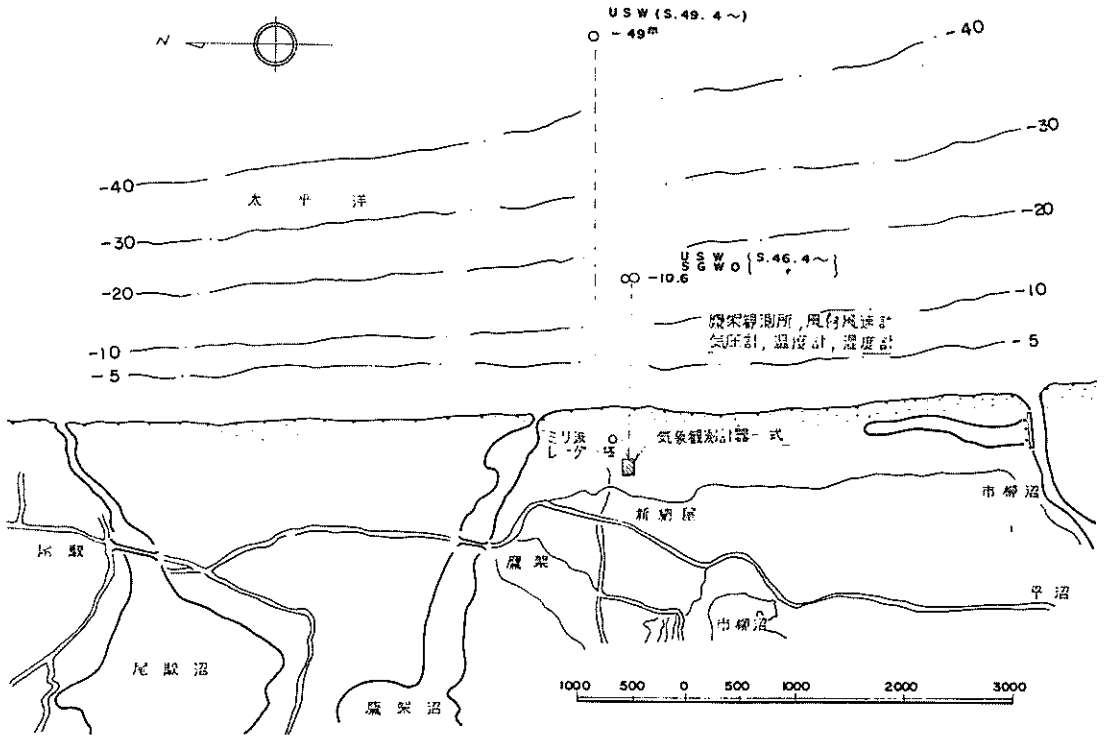 USW (S.49.4～)
－49m
N
-40
-40
太平洋
-30
-30
-20
-20
USW
SGWO {S.46.4～}
-10.6
-10
-10
鷹架観測所, 風向風速計
気圧計, 温度計, 湿度計
-5
-5
ミリ波
レーダー塔
気象観測計器一式
市柳沼
新納屋
尾駮
鷹架
平沼
市柳沼
尾駮沼
鷹架沼
1000 500 0 500 1000 2000 3000